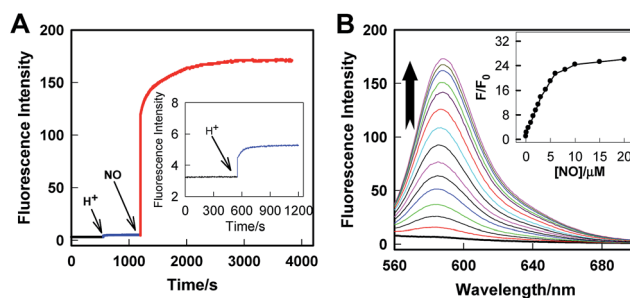 A
Fluorescence Intensity
200
150
100
50
0
H+
NO
0 1000 2000 3000 4000
Time/s
Fluorescence Intensity
8
6
4
2
H+
0 300 600 900 1200
Time/s
B
Fluorescence Intensity
200
150
100
50
0
560 600 640 680
Wavelength/nm
F/F0
32
24
16
8
0
0 5 10 15 20
[NO]/μM